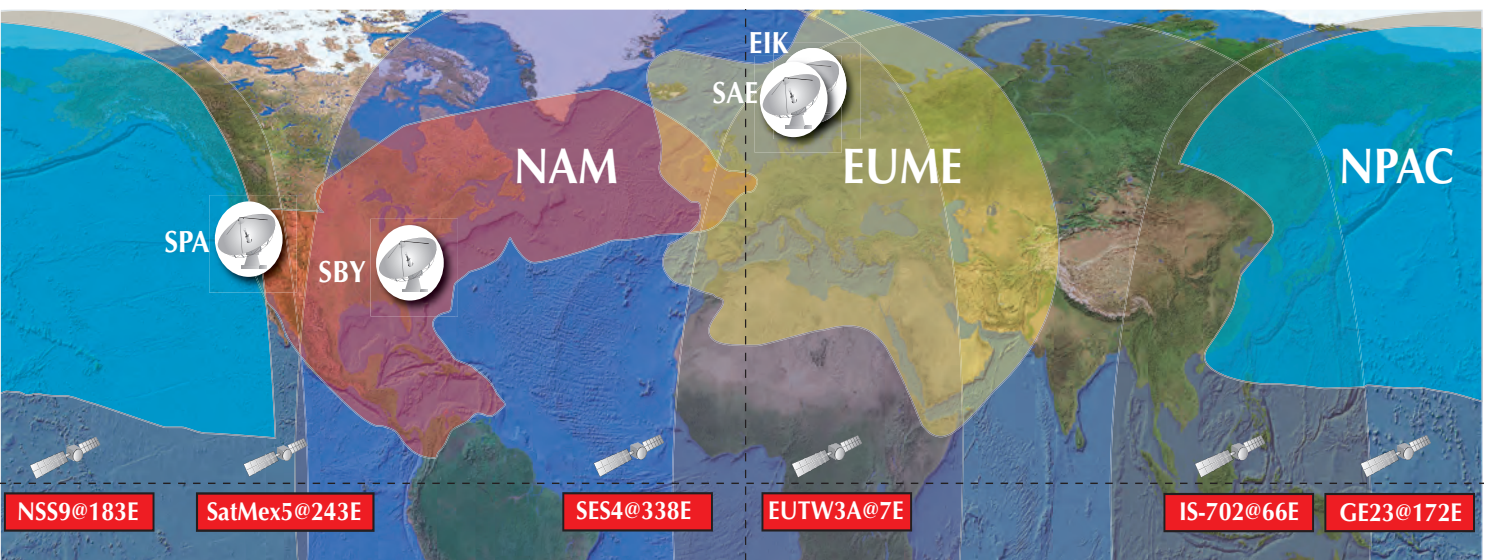 EIK
SAE
NAM
EUME
NPAC
SPA
SBY
NSS9@183E
SatMex5@243E
SES4@338E
EUTW3A@7E
IS-702@66E
GE23@172E